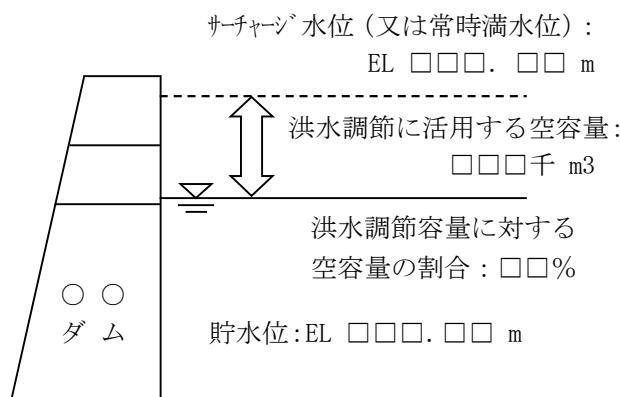 ｻｰﾁｬｰｼﾞ水位（又は常時満水位）：
EL □□□．□□ m
洪水調節に活用する空容量：
□□□千 m3
洪水調節容量に対する
空容量の割合：□□%
○ ○
ダ ム
貯水位：EL □□□．□□ m